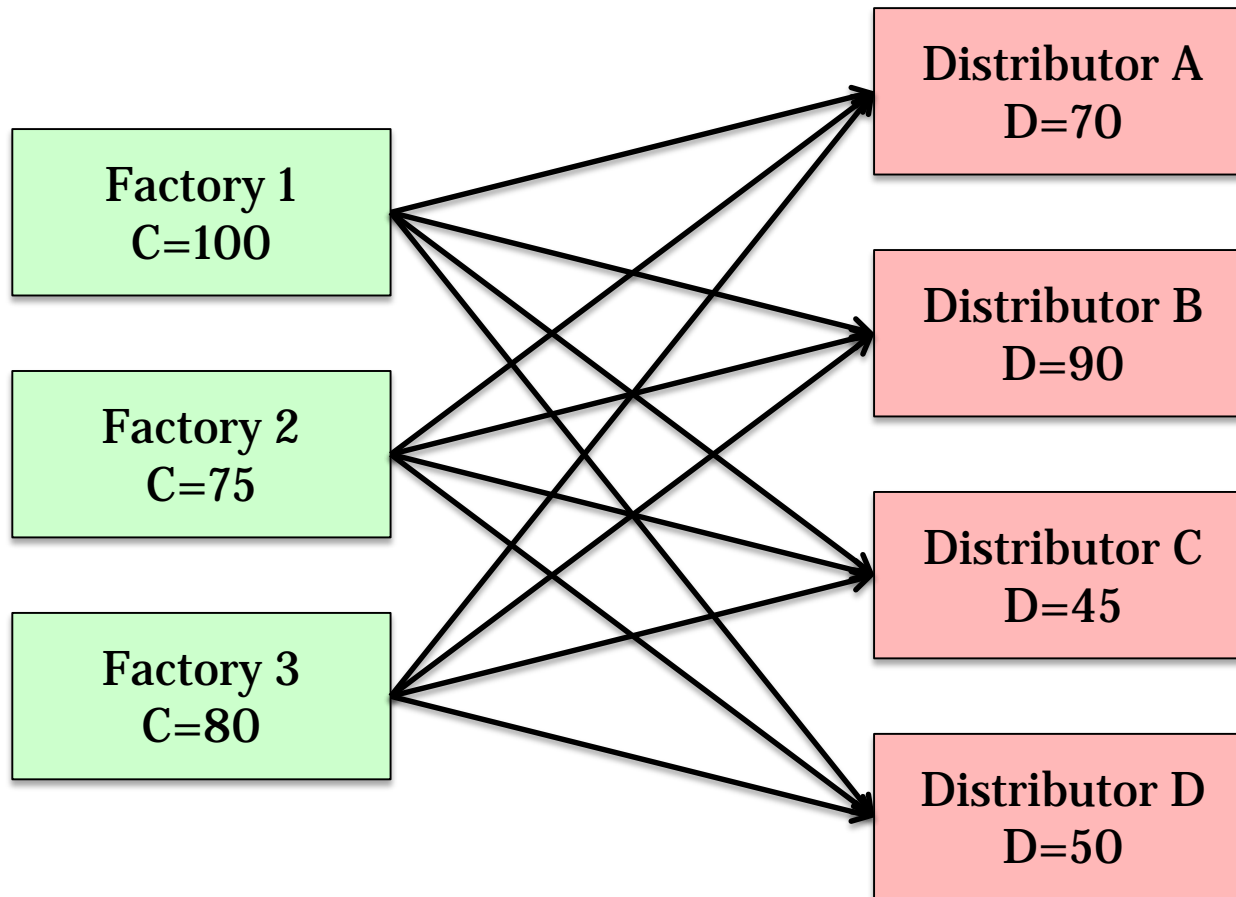 Factory 1
C=100
Factory 2
C=75
Factory 3
C=80
Distributor A
D=70
Distributor B
D=90
Distributor C
D=45
Distributor D
D=50